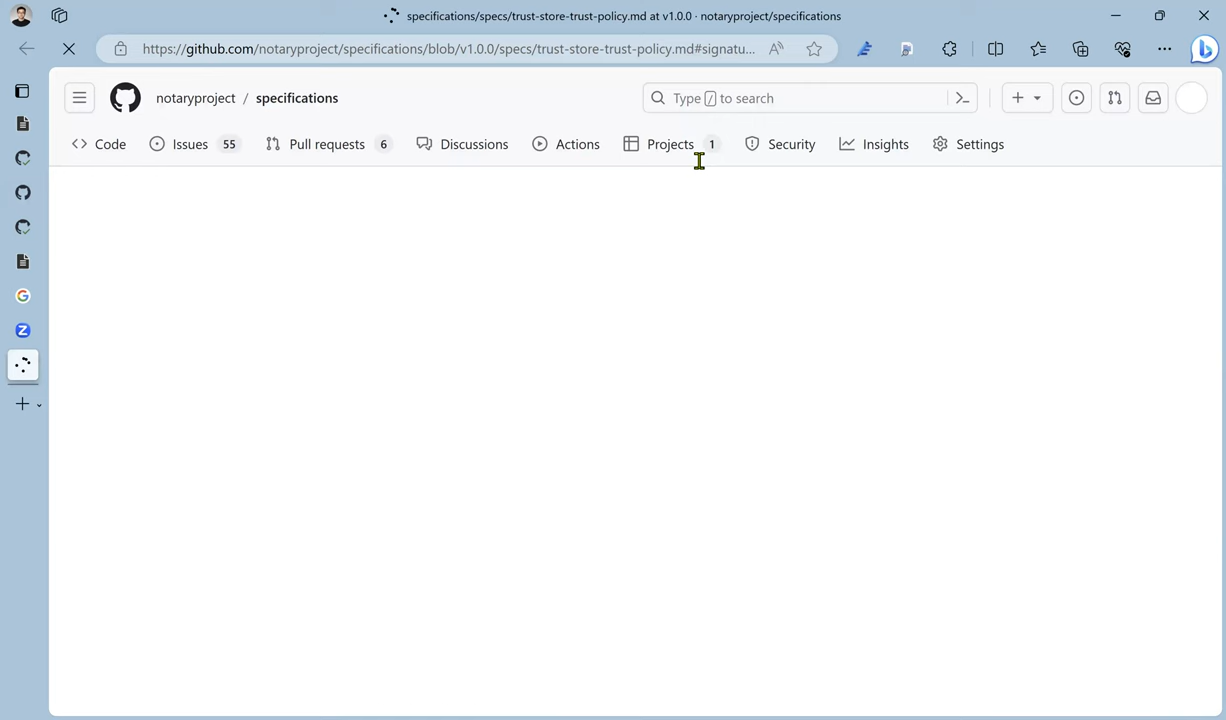 specifications/specs/trust-store-trust-policy.md at v1.0.0 · notaryproject/specifications
https://github.com/notaryproject/specifications/blob/v1.0.0/specs/trust-store-trust-policy.md#signatu...
notaryproject / specifications
Type / to search
Code
Issues 55
Pull requests 6
Discussions
Actions
Projects 1
Security
Insights
Settings